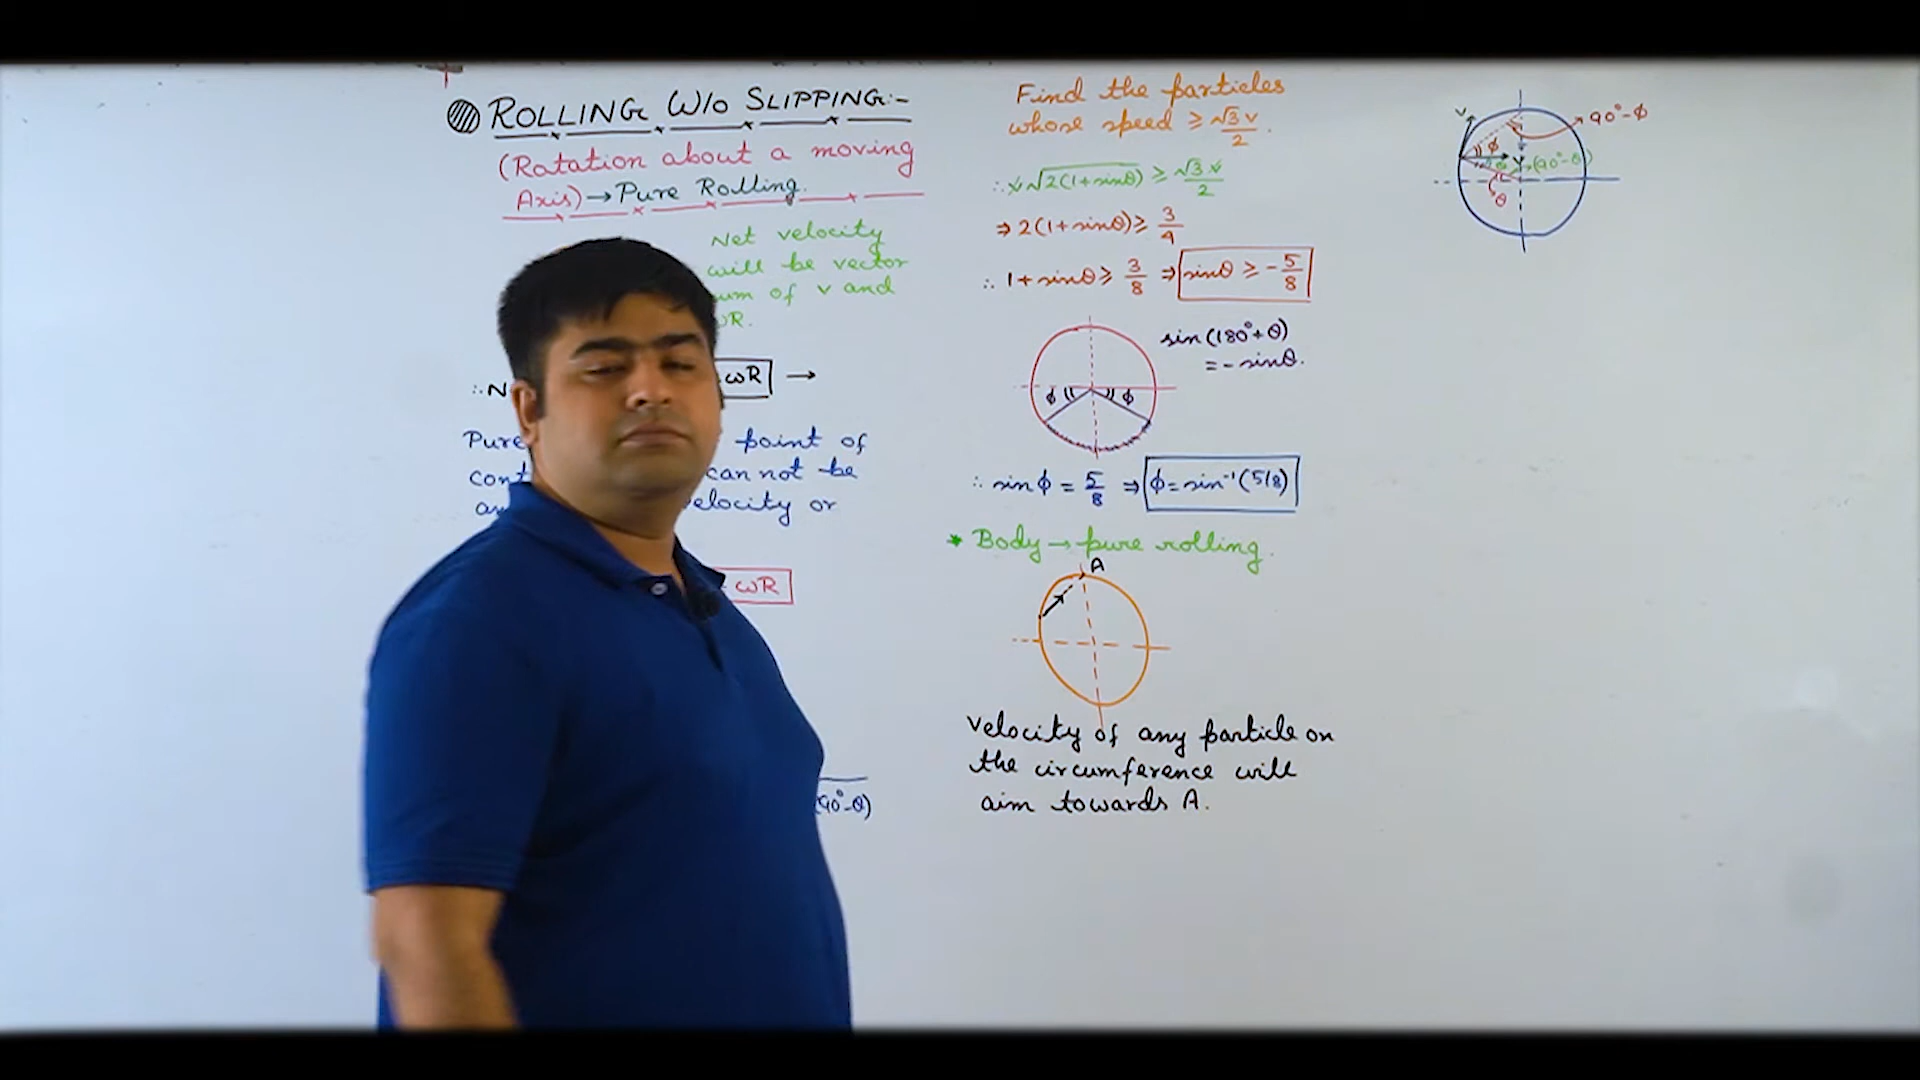 ROLLING W/o SLIPPING:-
(Rotation about a moving
Axis)→Pure Rolling.
Net velocity
will be vector
of v and
ωR.
∴N
ωR →
Pure point of
cont can not be
velocity or
ωR
(90°-θ)
Find the particles
whose speed ≥ √3v/2.
∴ v√2(1+sinθ) ≥ √3v/2
⇒ 2(1+sinθ) ≥ 3/4
∴ 1+sinθ ≥ 3/8 ⇒ sinθ ≥ -5/8
sin(180°+θ)
= - sinθ.
ϕ ϕ
∴ sinϕ = 5/8 ⇒ ϕ = sin⁻¹(5/8)
* Body → pure rolling.
A
Velocity of any particle on
the circumference will
aim towards A.
v
90°-ϕ
ϕ
v
(90°-θ)
θ